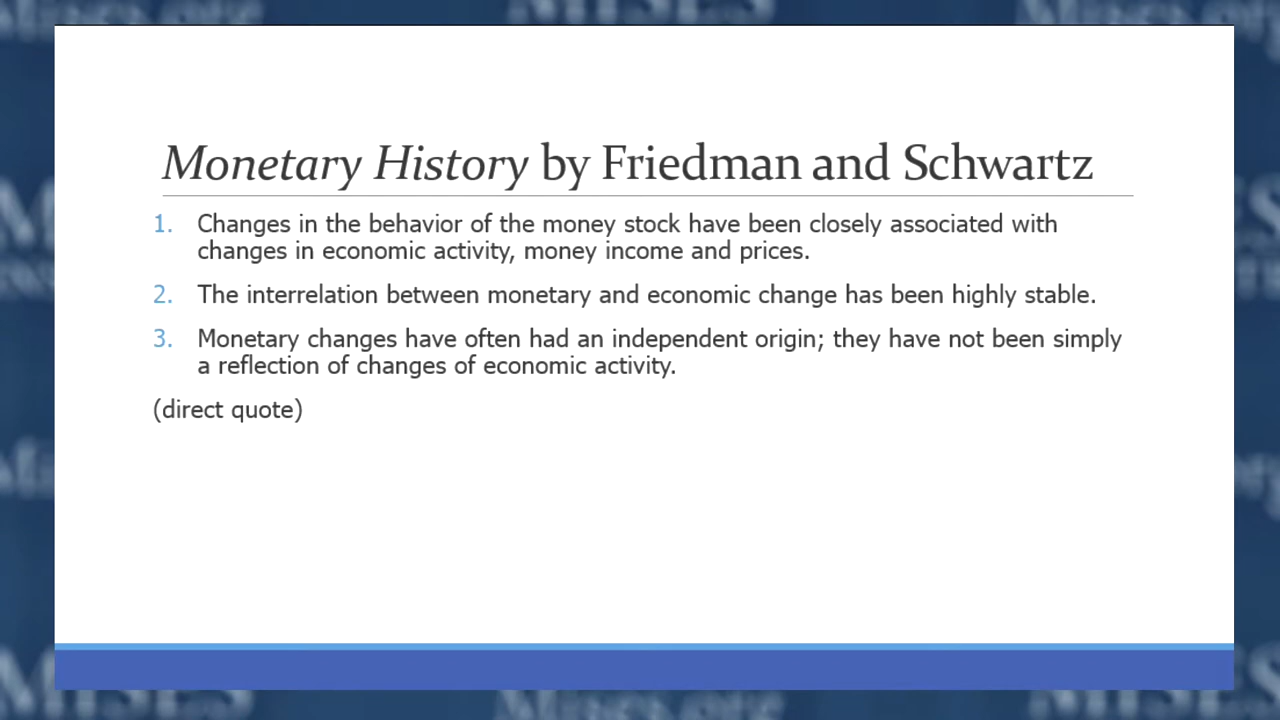 Monetary History by Friedman and Schwartz
1. Changes in the behavior of the money stock have been closely associated with
changes in economic activity, money income and prices.
2. The interrelation between monetary and economic change has been highly stable.
3. Monetary changes have often had an independent origin; they have not been simply
a reflection of changes of economic activity.
(direct quote)